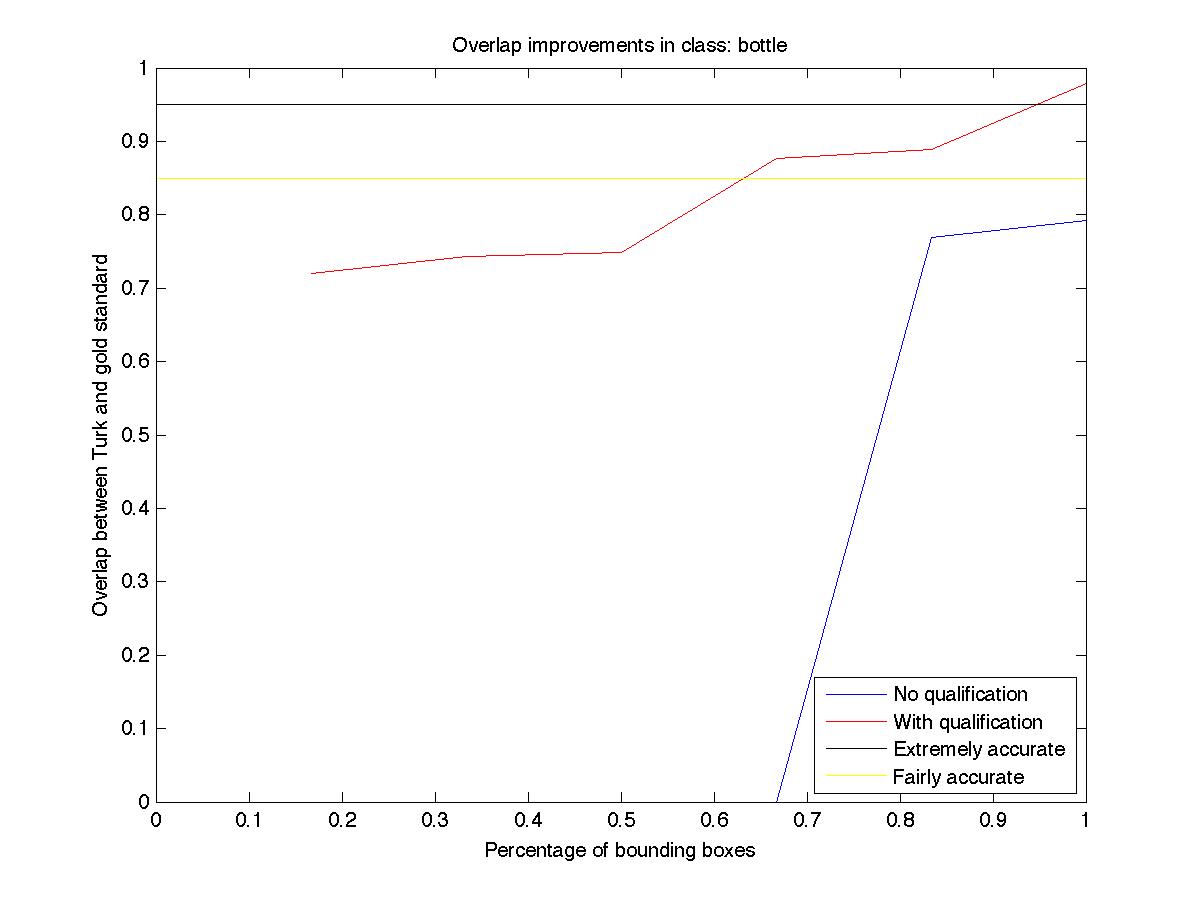 Overlap improvements in class: bottle
1
0.9
0.8
0.7
0.6
0.5
0.4
0.3
0.2
0.1
0
Overlap between Turk and gold standard
No qualification
With qualification
Extremely accurate
Fairly accurate
0 0.1 0.2 0.3 0.4 0.5 0.6 0.7 0.8 0.9 1
Percentage of bounding boxes